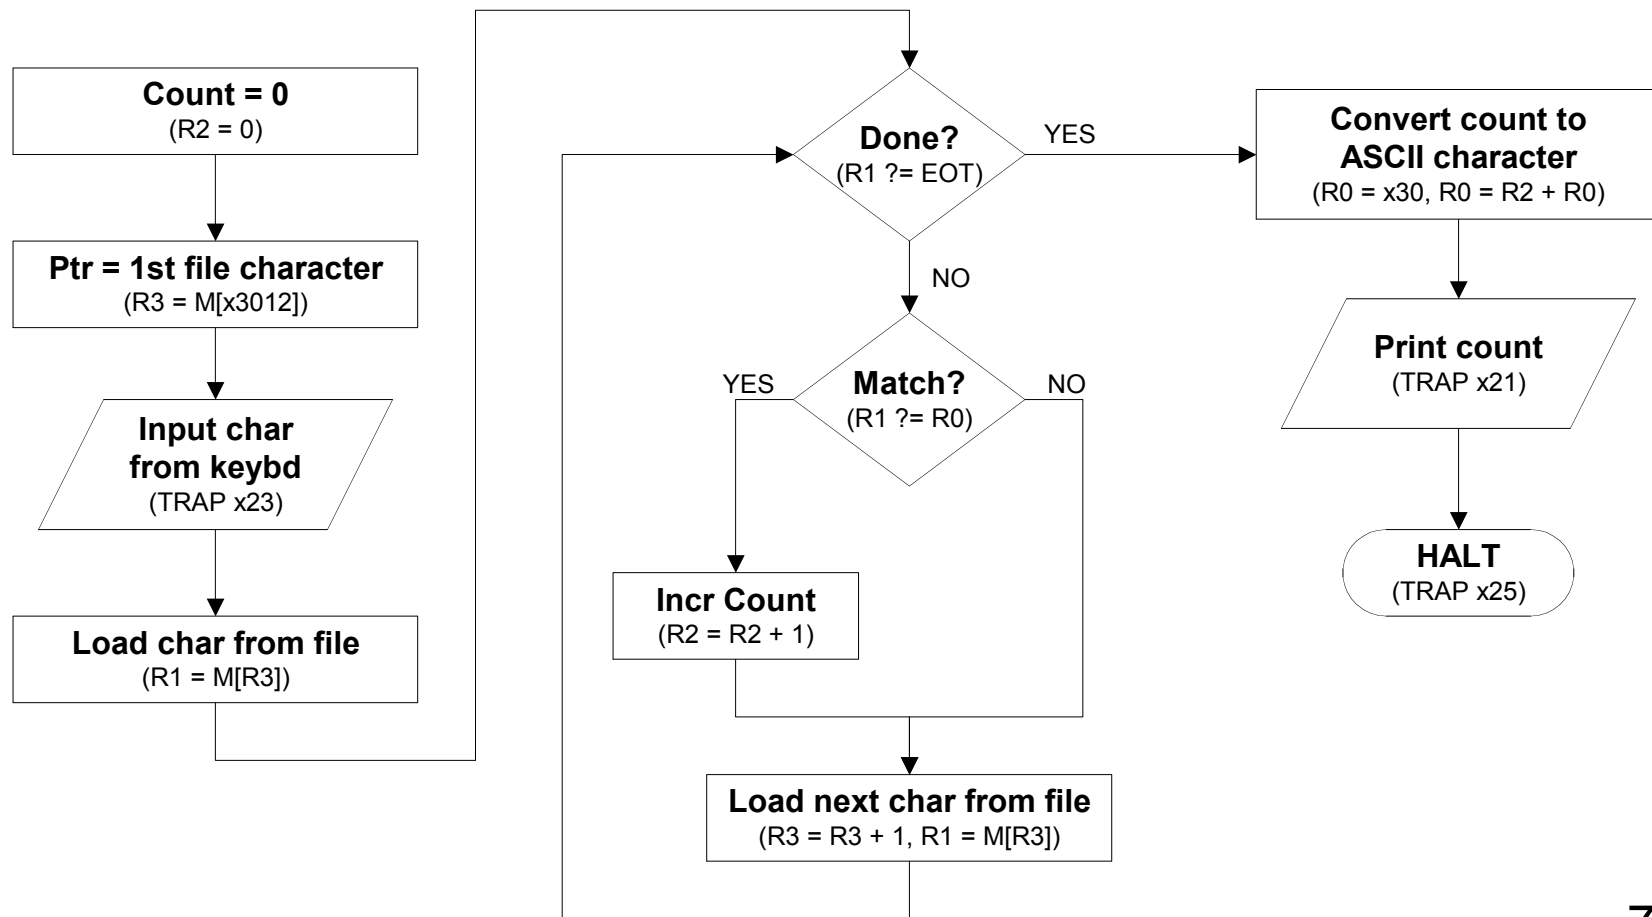 Count = 0
(R2 = 0)
Ptr = 1st file character
(R3 = M[x3012])
Input char
from keybd
(TRAP x23)
Load char from file
(R1 = M[R3])
Done?
(R1 ?= EOT)
YES
NO
Match?
(R1 ?= R0)
YES
NO
Incr Count
(R2 = R2 + 1)
Load next char from file
(R3 = R3 + 1, R1 = M[R3])
Convert count to
ASCII character
(R0 = x30, R0 = R2 + R0)
Print count
(TRAP x21)
HALT
(TRAP x25)